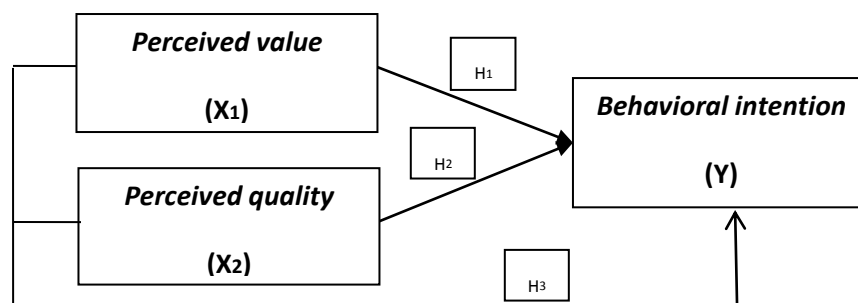 Perceived value
(X1)
H1
Behavioral intention
(Y)
H2
Perceived quality
(X2)
H3